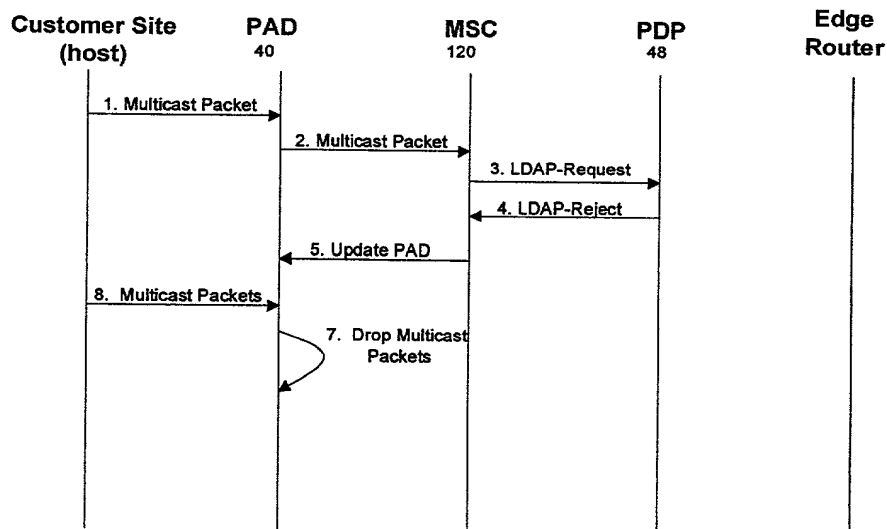 Customer Site
(host)
PAD
40
MSC
120
PDP
48
Edge
Router
1. Multicast Packet
2. Multicast Packet
3. LDAP-Request
4. LDAP-Reject
5. Update PAD
8. Multicast Packets
7. Drop Multicast
Packets